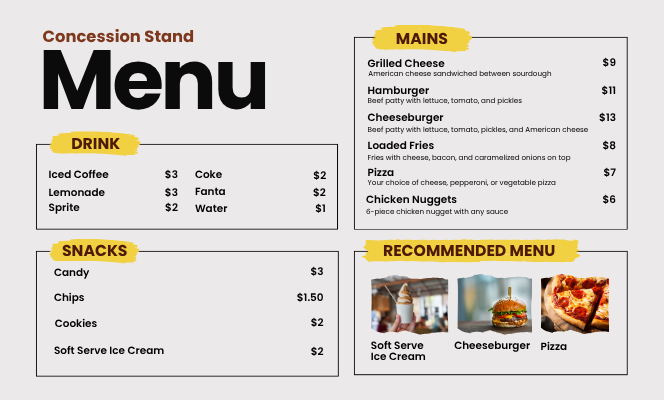 Concession Stand
Menu
DRINK
Iced Coffee $3
Lemonade $3
Sprite $2
Coke $2
Fanta $2
Water $1
SNACKS
Candy $3
Chips $1.50
Cookies $2
Soft Serve Ice Cream $2
MAINS
Grilled Cheese $9
American cheese sandwiched between sourdough
Hamburger $11
Beef patty with lettuce, tomato, and pickles
Cheeseburger $13
Beef patty with lettuce, tomato, pickles, and American cheese
Loaded Fries $8
Fries with cheese, bacon, and caramelized onions on top
Pizza $7
Your choice of cheese, pepperoni, or vegetable pizza
Chicken Nuggets $6
6-piece chicken nugget with any sauce
RECOMMENDED MENU
Soft Serve
Ice Cream
Cheeseburger
Pizza